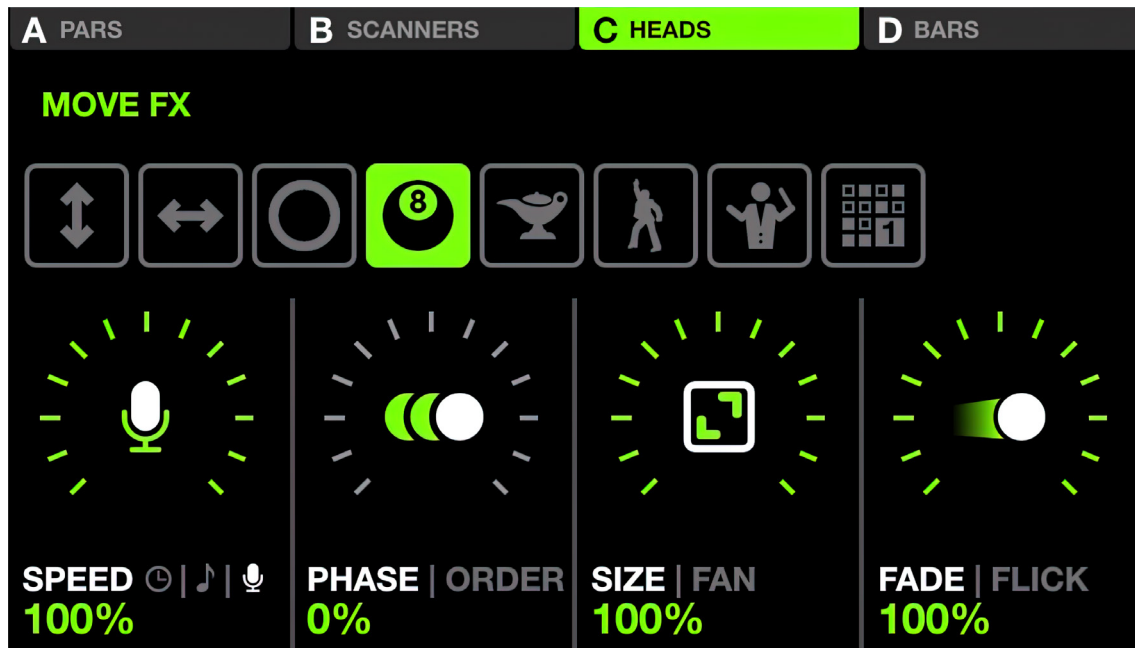 A PARS
B SCANNERS
C HEADS
D BARS
MOVE FX
8
1
SPEED | |
100%
PHASE | ORDER
0%
SIZE | FAN
100%
FADE | FLICK
100%